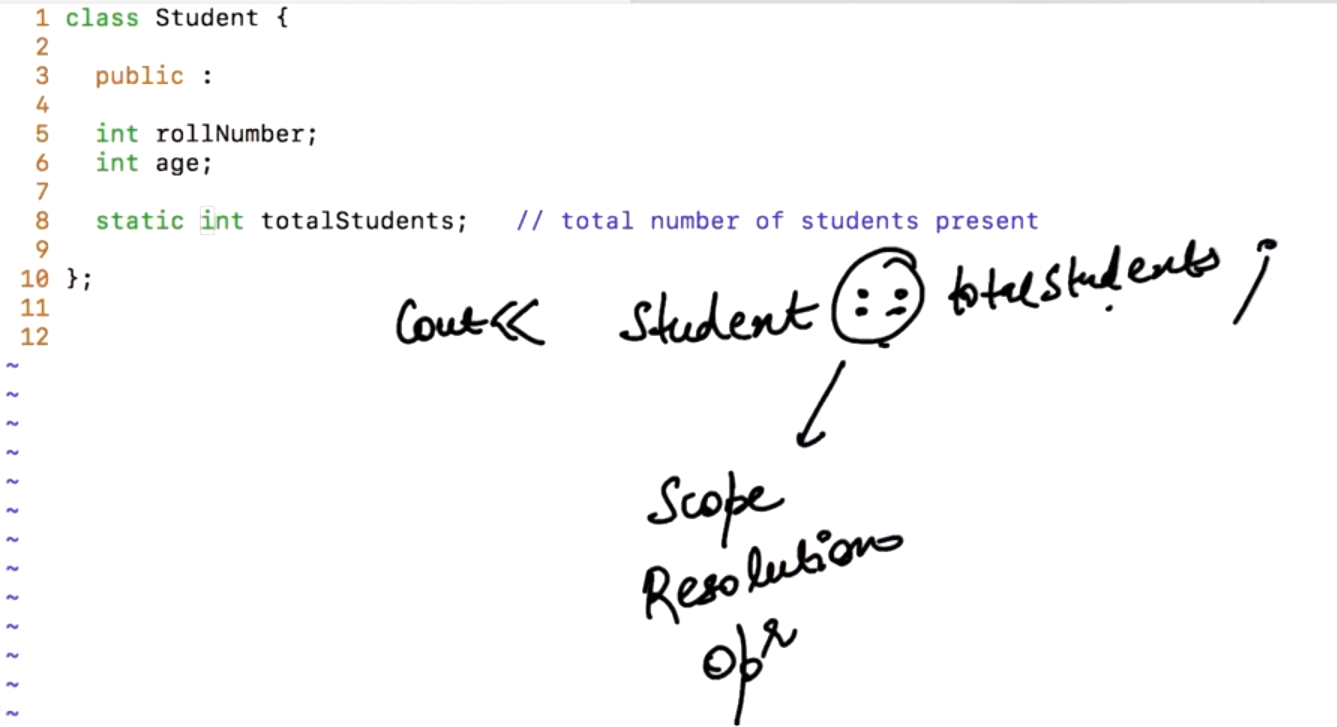 1 class Student {
2
3 public :
4
5 int rollNumber;
6 int age;
7
8 static int totalStudents; // total number of students present
9
10 };
11
12
Cout<< Student :: totalStudents ;
~
~
~
~
Scope
~
~
~
Resolution
~
~
~
opr
~
~